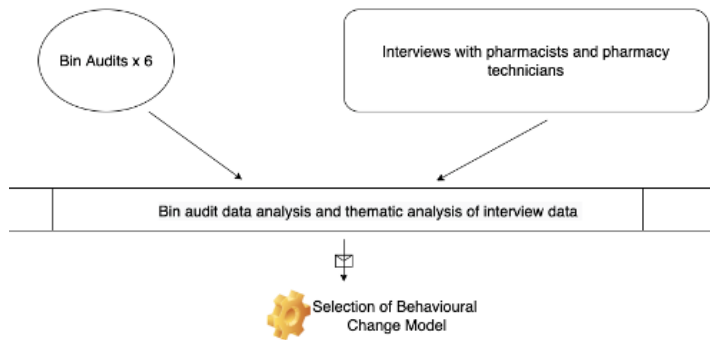 Bin Audits x 6
Interviews with pharmacists and pharmacy
technicians
Bin audit data analysis and thematic analysis of interview data
Selection of Behavioural
Change Model